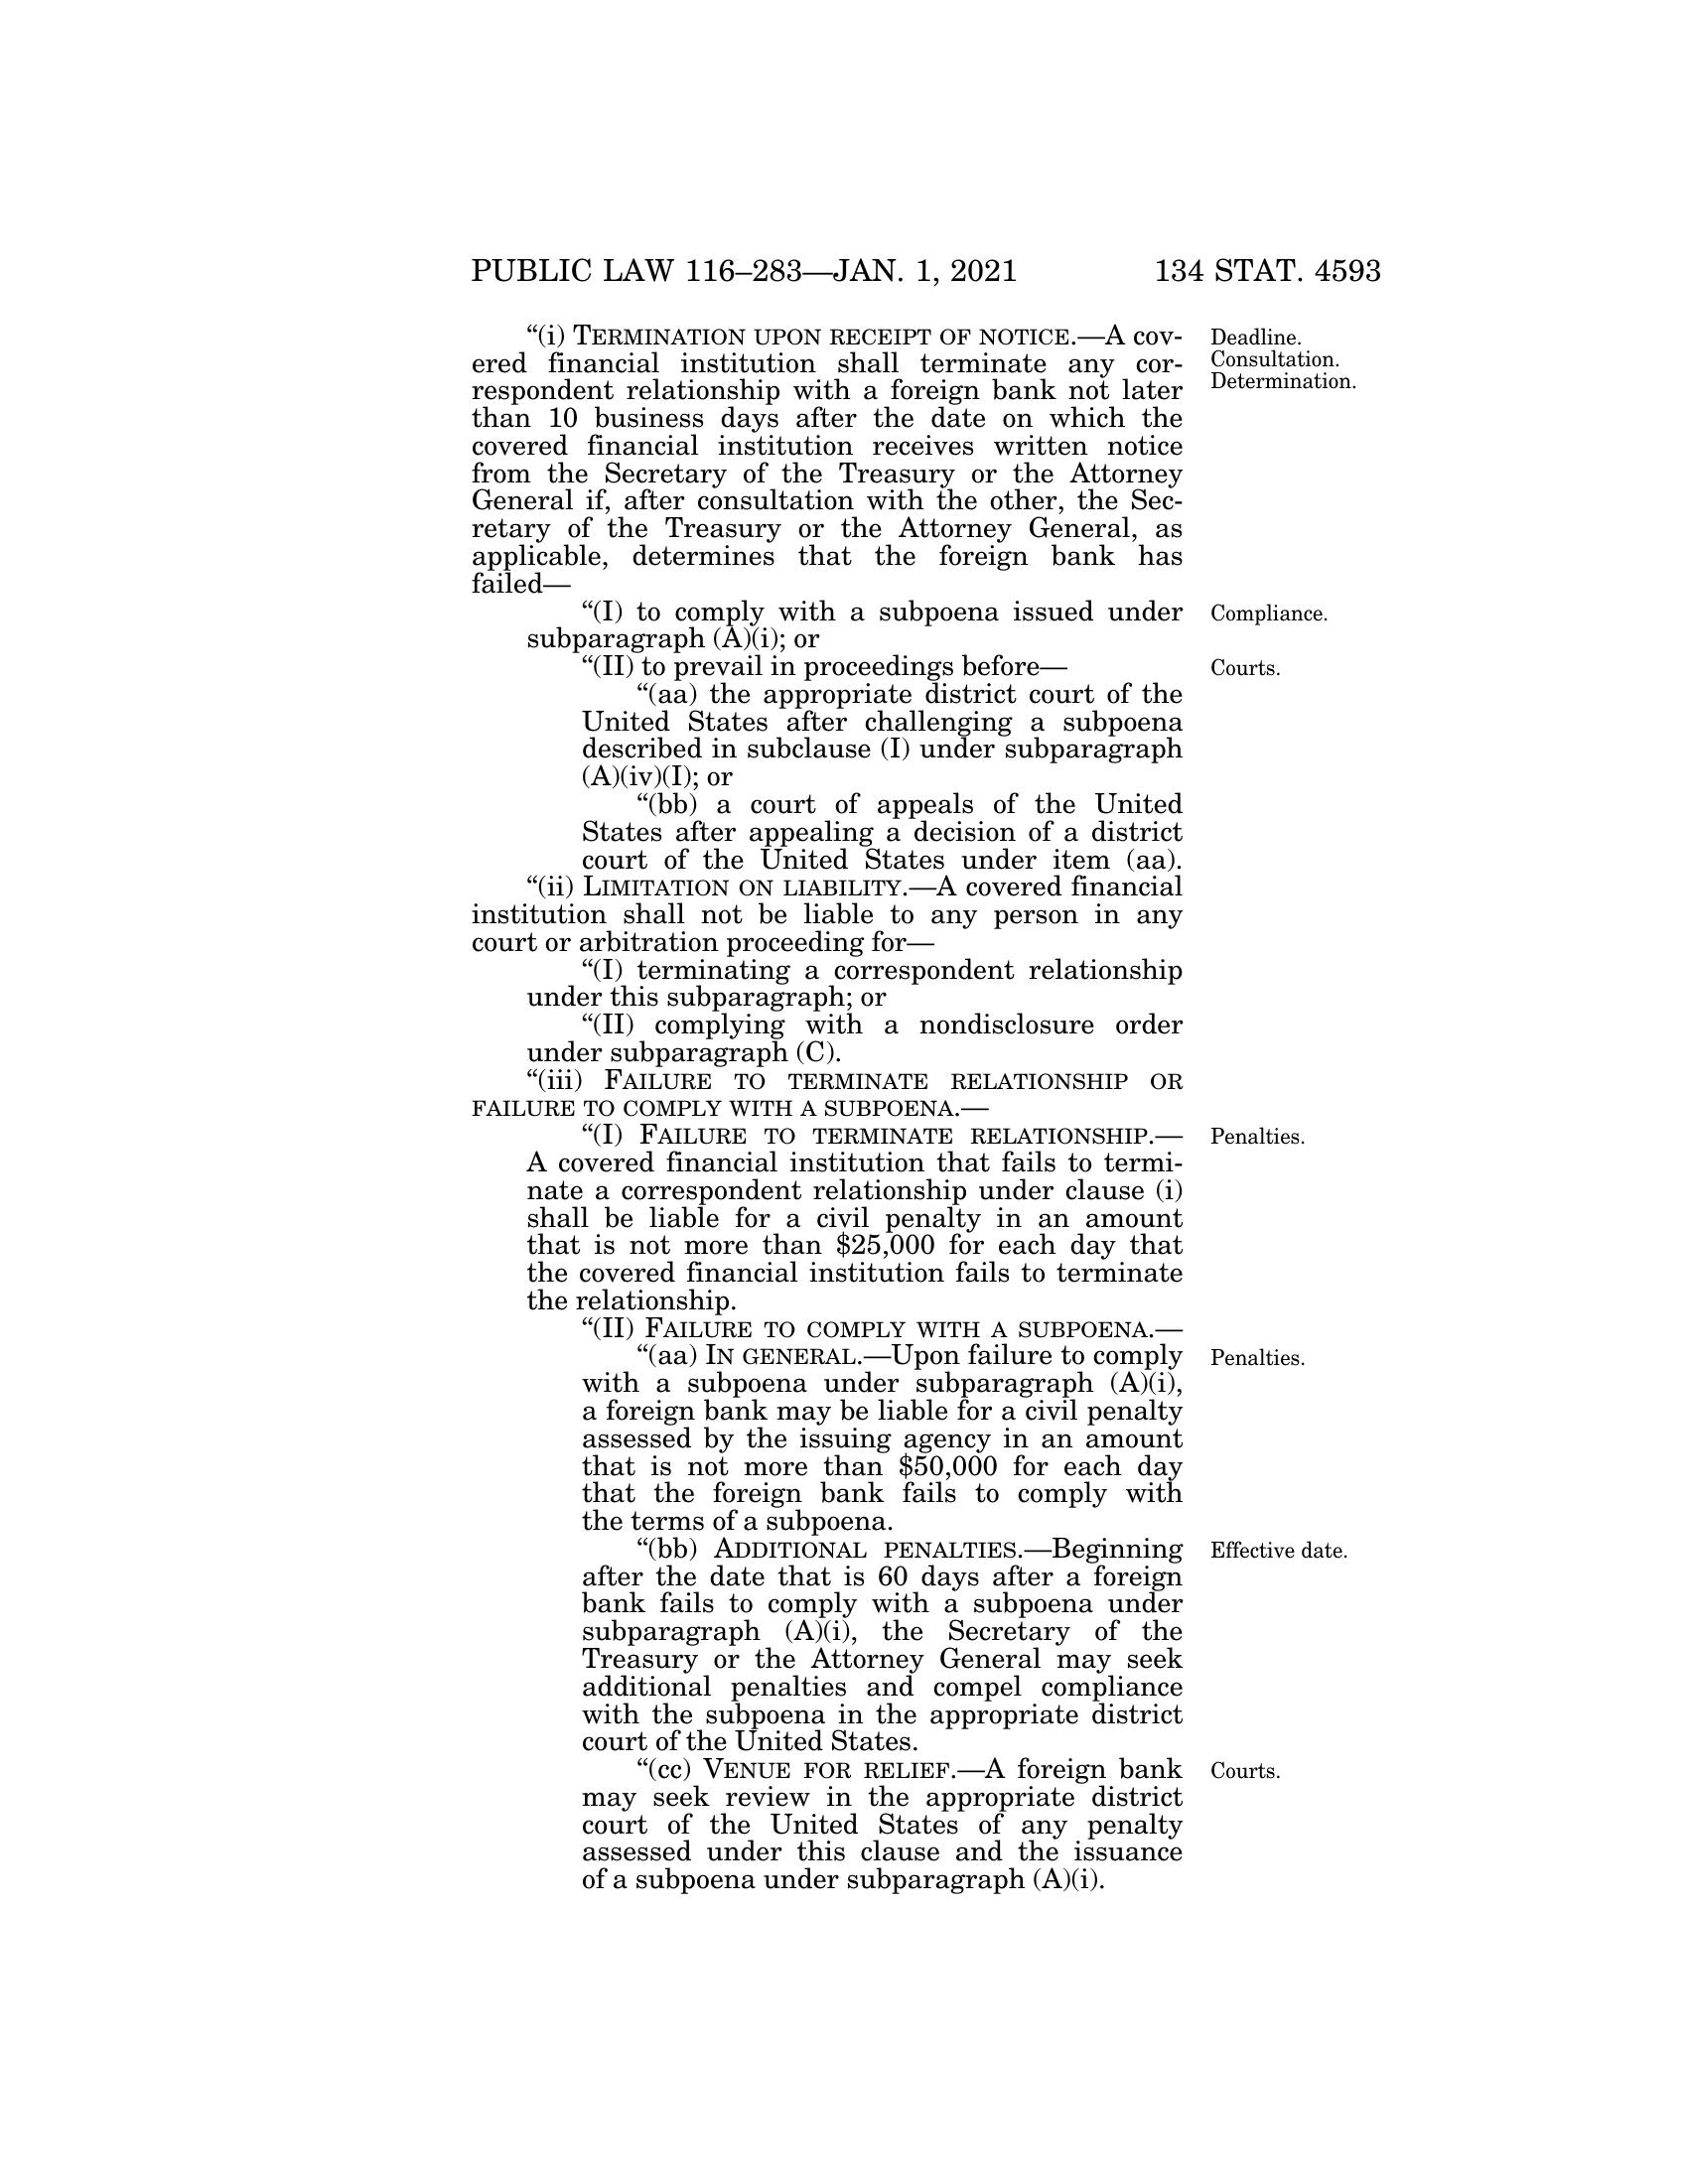 PUBLIC LAW 116–283—JAN. 1, 2021 134 STAT. 4593
“(i) TERMINATION UPON RECEIPT OF NOTICE.—A cov-
ered financial institution shall terminate any cor-
respondent relationship with a foreign bank not later
than 10 business days after the date on which the
covered financial institution receives written notice
from the Secretary of the Treasury or the Attorney
General if, after consultation with the other, the Sec-
retary of the Treasury or the Attorney General, as
applicable, determines that the foreign bank has
failed—
Deadline.
Consultation.
Determination.
“(I) to comply with a subpoena issued under
subparagraph (A)(i); or
Compliance.
“(II) to prevail in proceedings before—
Courts.
“(aa) the appropriate district court of the
United States after challenging a subpoena
described in subclause (I) under subparagraph
(A)(iv)(I); or
“(bb) a court of appeals of the United
States after appealing a decision of a district
court of the United States under item (aa).
“(ii) LIMITATION ON LIABILITY.—A covered financial
institution shall not be liable to any person in any
court or arbitration proceeding for—
“(I) terminating a correspondent relationship
under this subparagraph; or
“(II) complying with a nondisclosure order
under subparagraph (C).
“(iii) FAILURE TO TERMINATE RELATIONSHIP OR
FAILURE TO COMPLY WITH A SUBPOENA.—
“(I) FAILURE TO TERMINATE RELATIONSHIP.—
A covered financial institution that fails to termi-
nate a correspondent relationship under clause (i)
shall be liable for a civil penalty in an amount
that is not more than $25,000 for each day that
the covered financial institution fails to terminate
the relationship.
Penalties.
“(II) FAILURE TO COMPLY WITH A SUBPOENA.—
“(aa) IN GENERAL.—Upon failure to comply
with a subpoena under subparagraph (A)(i),
a foreign bank may be liable for a civil penalty
assessed by the issuing agency in an amount
that is not more than $50,000 for each day
that the foreign bank fails to comply with
the terms of a subpoena.
Penalties.
“(bb) ADDITIONAL PENALTIES.—Beginning
after the date that is 60 days after a foreign
bank fails to comply with a subpoena under
subparagraph (A)(i), the Secretary of the
Treasury or the Attorney General may seek
additional penalties and compel compliance
with the subpoena in the appropriate district
court of the United States.
Effective date.
“(cc) VENUE FOR RELIEF.—A foreign bank
may seek review in the appropriate district
court of the United States of any penalty
assessed under this clause and the issuance
of a subpoena under subparagraph (A)(i).
Courts.